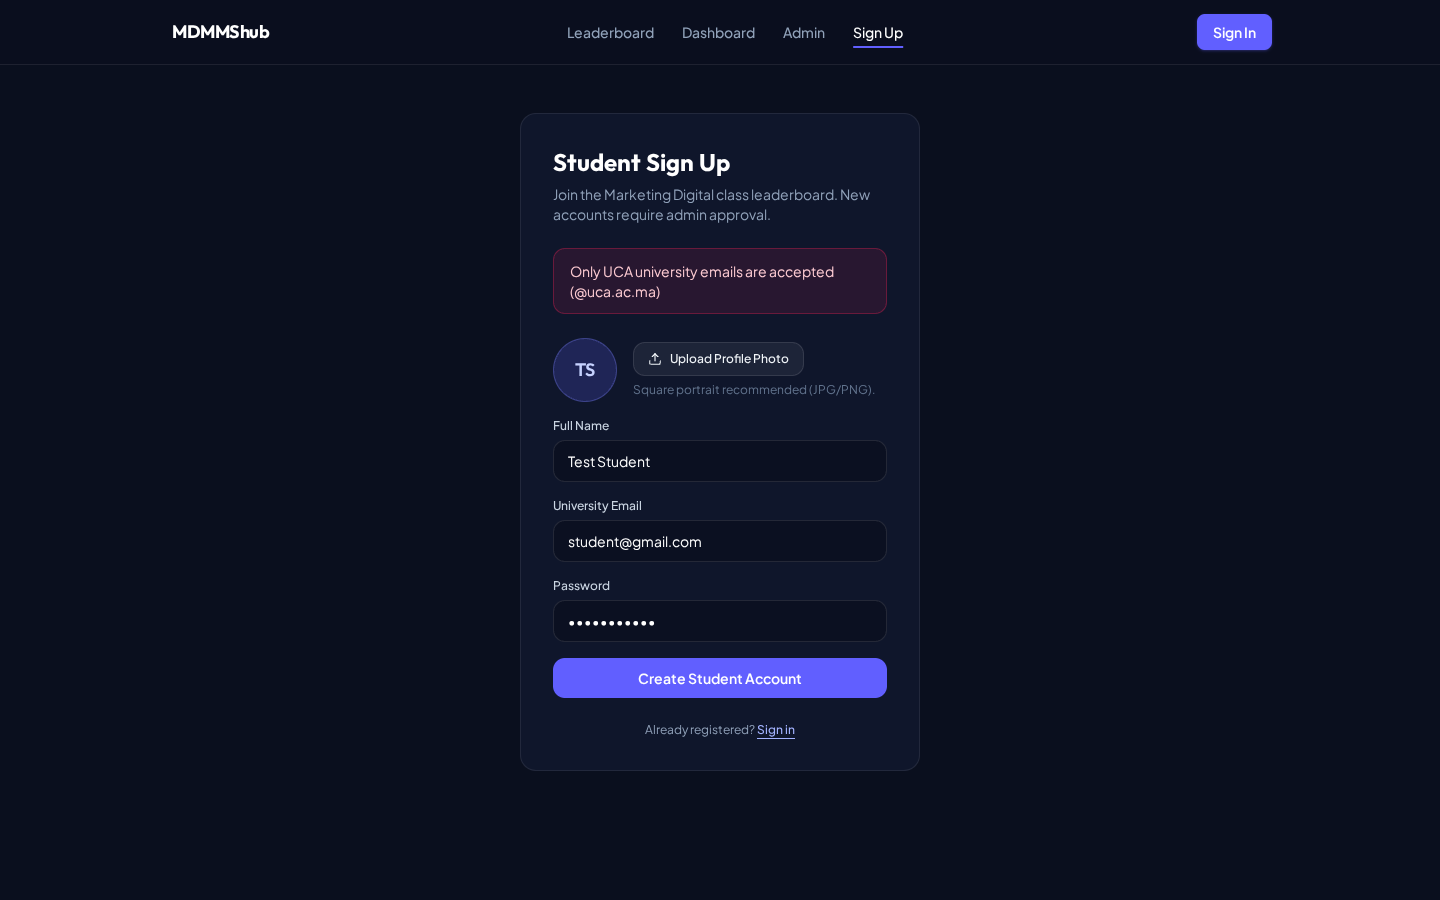 MDMMShub
Leaderboard
Dashboard
Admin
Sign Up
Sign In
Student Sign Up
Join the Marketing Digital class leaderboard. New
accounts require admin approval.
Only UCA university emails are accepted
(@uca.ac.ma)
TS
Upload Profile Photo
Square portrait recommended (JPG/PNG).
Full Name
Test Student
University Email
student@gmail.com
Password
•••••••••••
Create Student Account
Already registered? Sign in